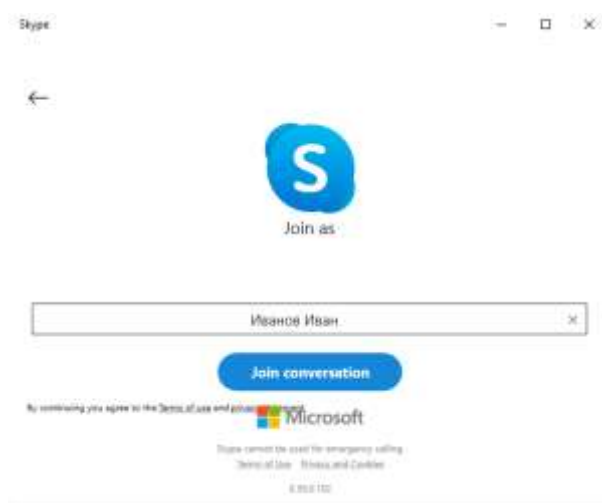 Skype
S
Join as
Иванов Иван
Join conversation
By continuing you agree to the Terms of use and
Microsoft
Skype cannot be used for emergency calling
Terms of Use Privacy and Cookies